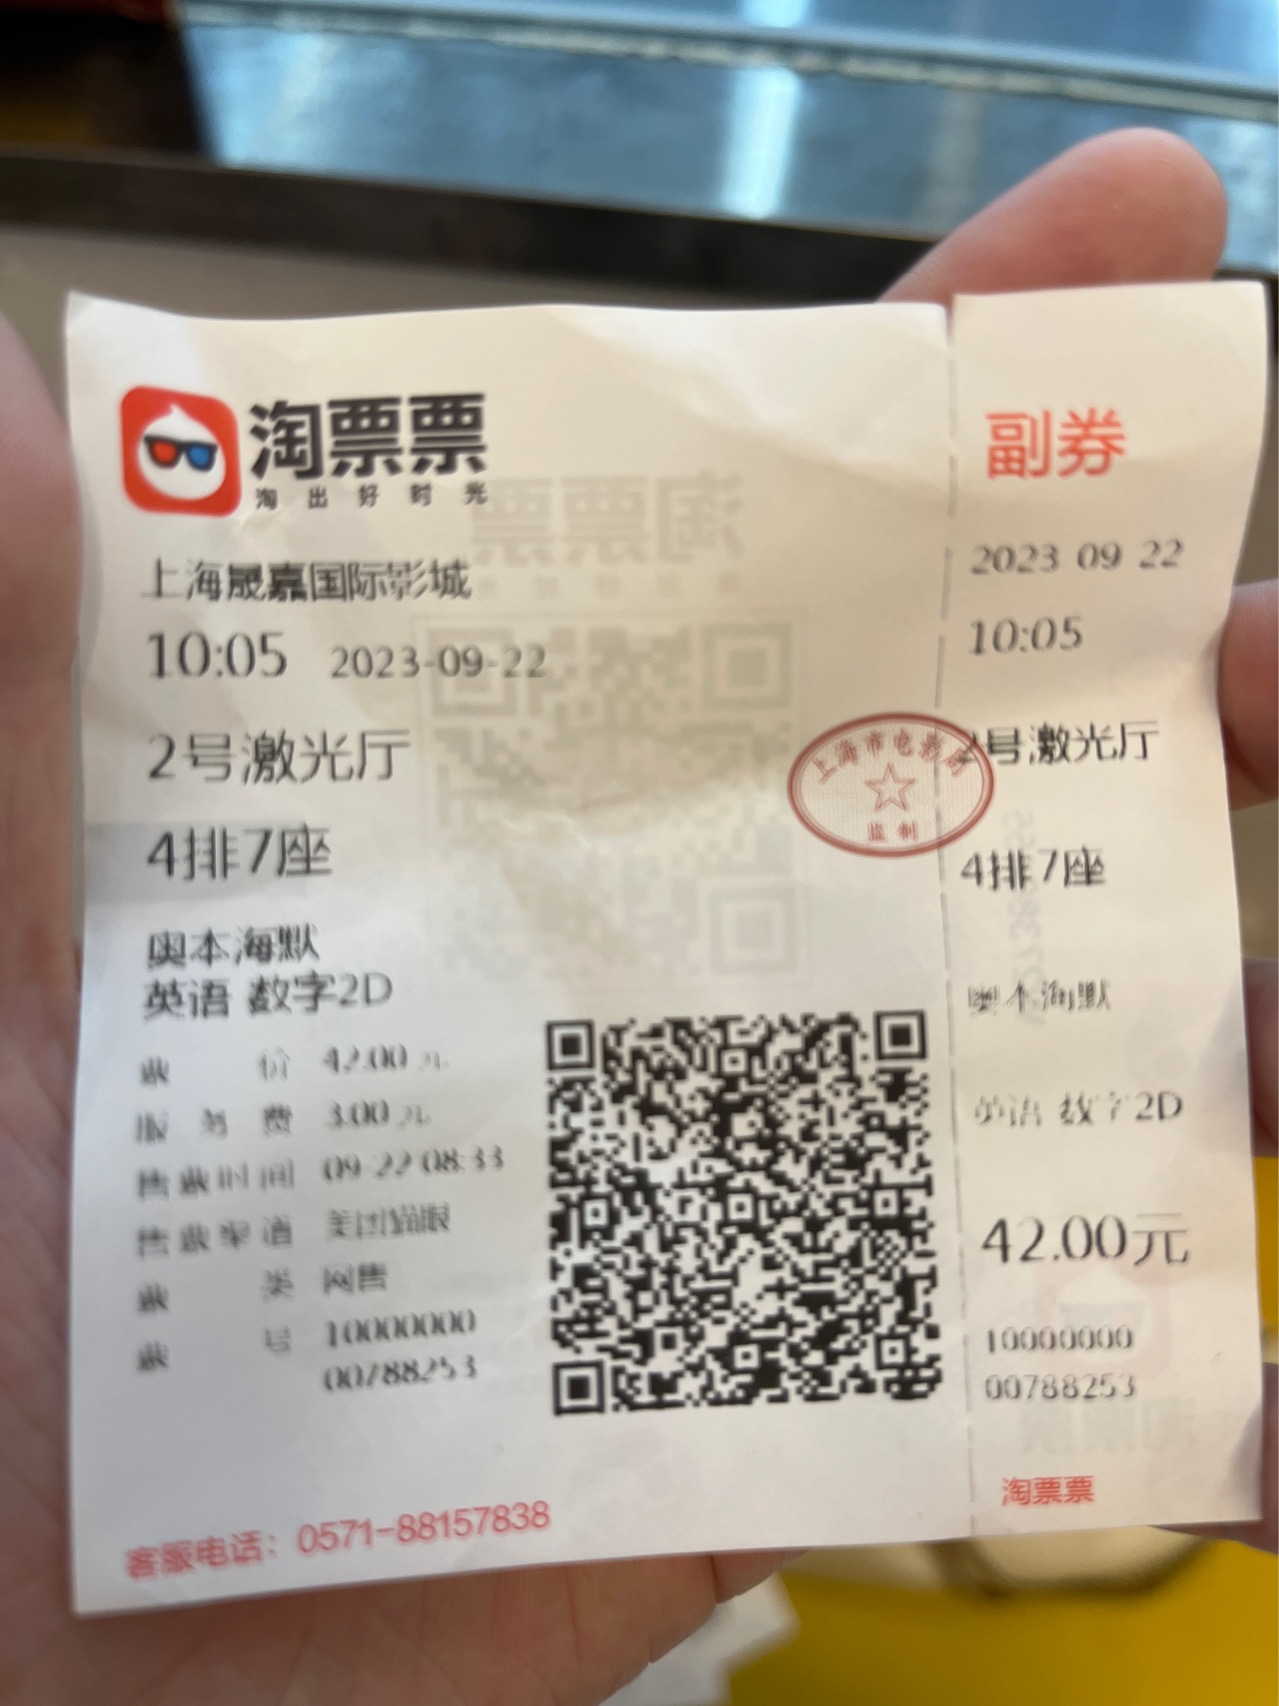 淘票票
淘出好时光
上海晟嘉国际影城
10:05 2023-09-22
2号激光厅
4排7座
奥本海默
英语 数字2D
票价 42.00元
服务费 3.00元
售票时间 09-22 08:33
售票渠道 美团猫眼
票类 网售
票号 10000000
00788253
客服电话：0571-88157838
上海市电影局
监制
副券
2023 09 22
10:05
号激光厅
4排7座
奥本海默
英语 数字2D
42.00元
10000000
00788253
淘票票